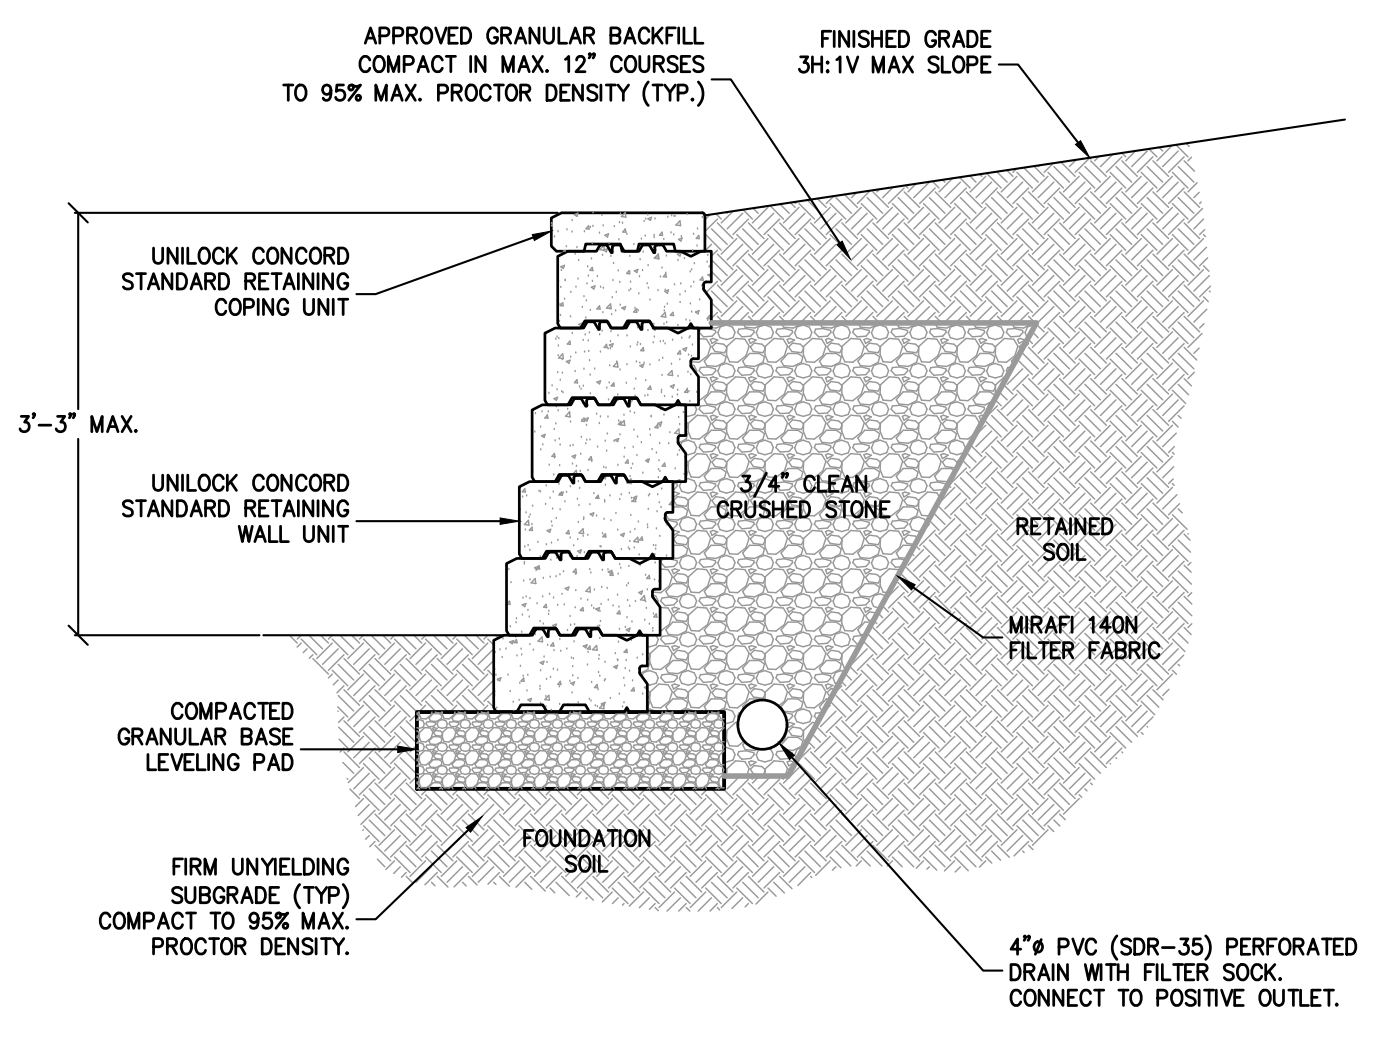 APPROVED GRANULAR BACKFILL
COMPACT IN MAX. 12" COURSES
TO 95% MAX. PROCTOR DENSITY (TYP.)
FINISHED GRADE
3H:1V MAX SLOPE
UNILOCK CONCORD
STANDARD RETAINING
COPING UNIT
3'-3" MAX.
UNILOCK CONCORD
STANDARD RETAINING
WALL UNIT
3/4" CLEAN
CRUSHED STONE
RETAINED
SOIL
MIRAFI 140N
FILTER FABRIC
COMPACTED
GRANULAR BASE
LEVELING PAD
FOUNDATION
SOIL
FIRM UNYIELDING
SUBGRADE (TYP)
COMPACT TO 95% MAX.
PROCTOR DENSITY.
4"ø PVC (SDR-35) PERFORATED
DRAIN WITH FILTER SOCK.
CONNECT TO POSITIVE OUTLET.